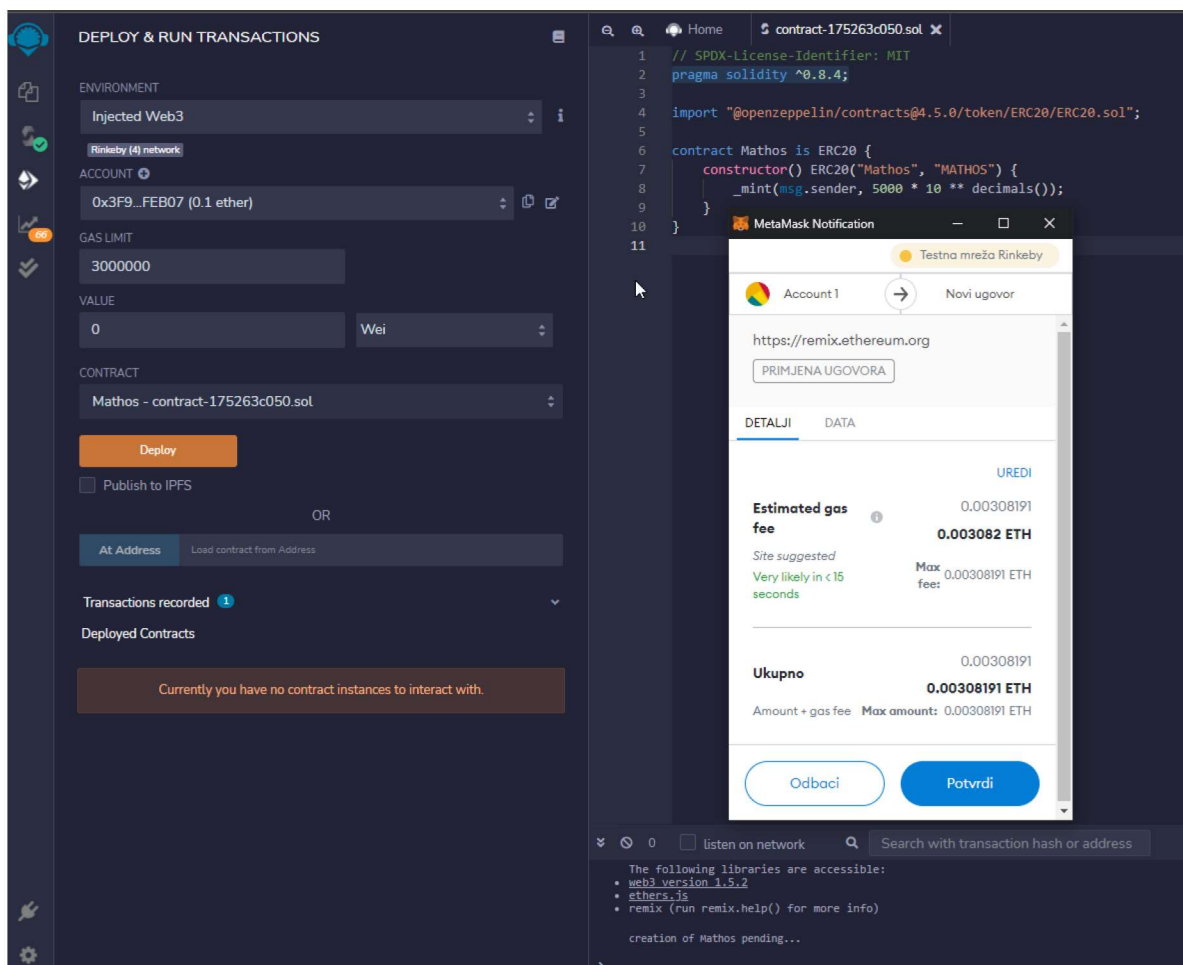 DEPLOY & RUN TRANSACTIONS
ENVIRONMENT
Injected Web3
Rinkeby (4) network
ACCOUNT
0x3F9...FEB07 (0.1 ether)
GAS LIMIT
3000000
VALUE
0 Wei
CONTRACT
Mathos - contract-175263c050.sol
Deploy
Publish to IPFS
OR
At Address Load contract from Address
Transactions recorded 1
Deployed Contracts
Currently you have no contract instances to interact with.
66
Home contract-175263c050.sol
1 // SPDX-License-Identifier: MIT
2 pragma solidity ^0.8.4;
3
4 import "@openzeppelin/contracts@4.5.0/token/ERC20/ERC20.sol";
5
6 contract Mathos is ERC20 {
7 constructor() ERC20("Mathos", "MATHOS") {
8 _mint(msg.sender, 5000 * 10 ** decimals());
9 }
10 }
11
MetaMask Notification
Testna mreža Rinkeby
Account 1 Novi ugovor
https://remix.ethereum.org
PRIMJENA UGOVORA
DETALJI DATA
UREDI
Estimated gas fee
0.00308191
0.003082 ETH
Site suggested
Very likely in < 15 seconds
Max fee: 0.00308191 ETH
Ukupno
0.00308191
0.00308191 ETH
Amount + gas fee Max amount: 0.00308191 ETH
Odbaci Potvrdi
0 listen on network Search with transaction hash or address
The following libraries are accessible:
web3 version 1.5.2
ethers.js
remix (run remix.help() for more info)
creation of Mathos pending...